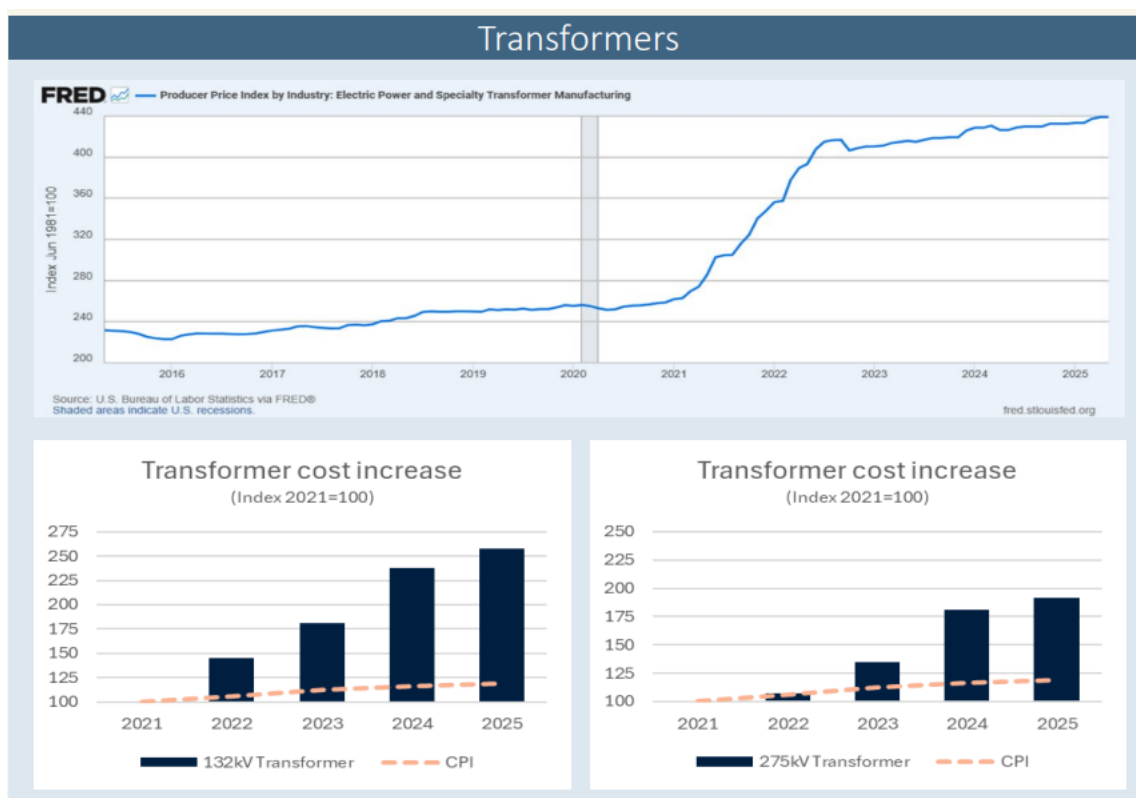 Transformers
FRED — Producer Price Index by Industry: Electric Power and Specialty Transformer Manufacturing
440
400
360
320
280
240
200
Index Jun 1981=100
2016 2017 2018 2019 2020 2021 2022 2023 2024 2025
Source: U.S. Bureau of Labor Statistics via FRED®
Shaded areas indicate U.S. recessions.
fred.stlouisfed.org
Transformer cost increase
(Index 2021=100)
275
250
225
200
175
150
125
100
2021 2022 2023 2024 2025
132kV Transformer CPI
Transformer cost increase
(Index 2021=100)
250
225
200
175
150
125
100
2021 2022 2023 2024 2025
275kV Transformer CPI